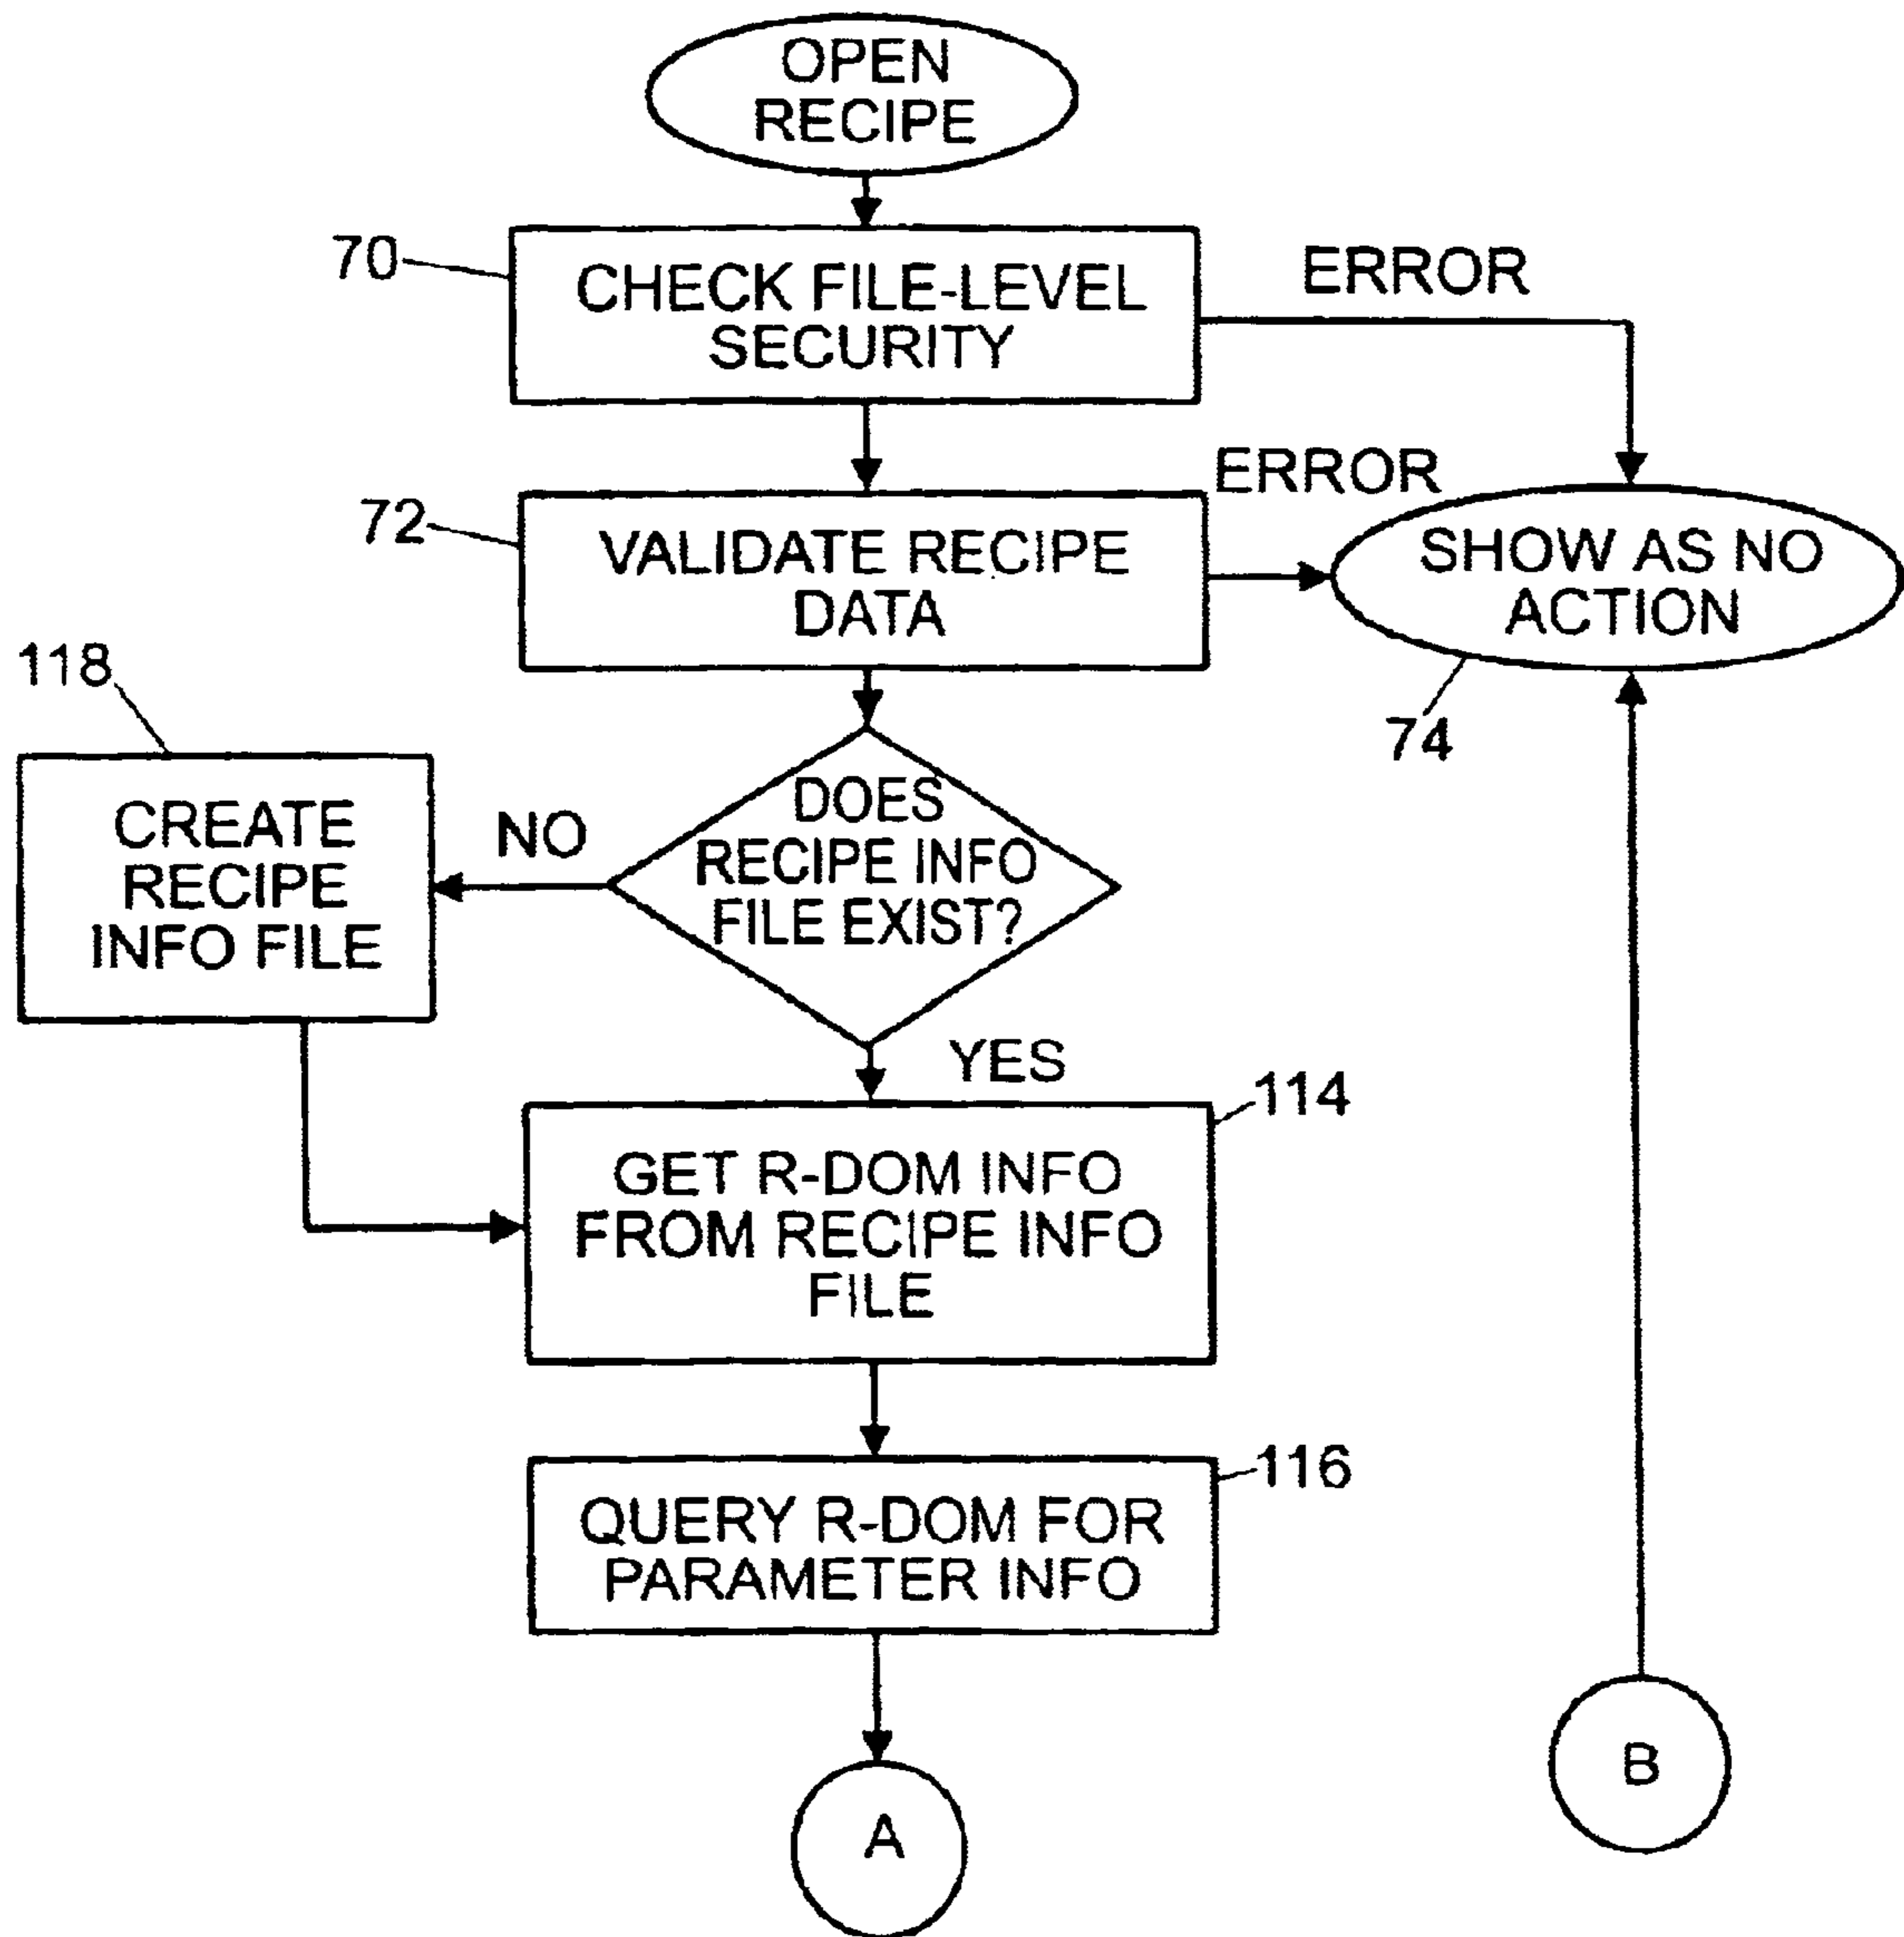 OPEN
RECIPE
70
CHECK FILE-LEVEL
SECURITY
ERROR
72
VALIDATE RECIPE
DATA
ERROR
SHOW AS NO
ACTION
74
118
CREATE
RECIPE
INFO FILE
NO
DOES
RECIPE INFO
FILE EXIST?
YES
114
GET R-DOM INFO
FROM RECIPE INFO
FILE
116
QUERY R-DOM FOR
PARAMETER INFO
A
B